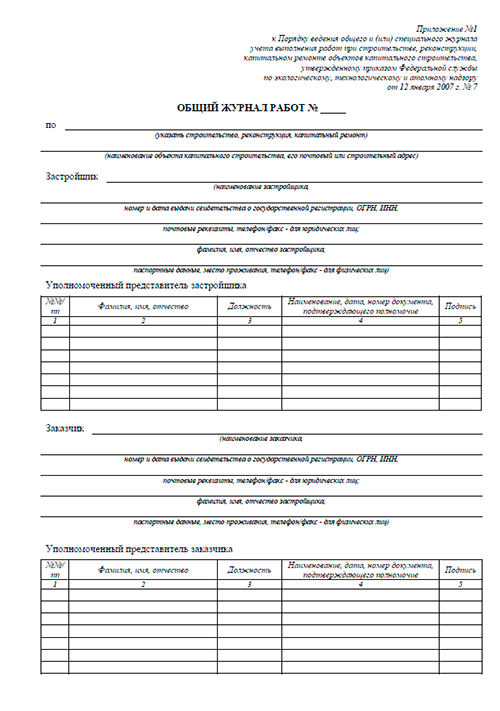 Приложение №1
к Порядку ведения общего и (или) специального журнала
учета выполнения работ при строительстве, реконструкции,
капитальном ремонте объектов капитального строительства,
утвержденному приказом Федеральной службы
по экологическому, технологическому и атомному надзору
от 12 января 2007 г. № 7
ОБЩИЙ ЖУРНАЛ РАБОТ № _____
по
(указать строительство, реконструкция, капитальный ремонт)
(наименование объекта капитального строительства, его почтовый или строительный адрес)
Застройщик
(наименование застройщика,
номер и дата выдачи свидетельства о государственной регистрации, ОГРН, ИНН,
почтовые реквизиты, телефон/факс - для юридических лиц;
фамилия, имя, отчество застройщика,
паспортные данные, место проживания, телефон/факс - для физических лиц)
Уполномоченный представитель застройщика
№№/пп Фамилия, имя, отчество Должность Наименование, дата, номер документа, подтверждающего полномочие Подпись
1 2 3 4 5
Заказчик
(наименование заказчика,
номер и дата выдачи свидетельства о государственной регистрации, ОГРН, ИНН,
почтовые реквизиты, телефон/факс - для юридических лиц;
фамилия, имя, отчество застройщика,
паспортные данные, место проживания, телефон/факс - для физических лиц)
Уполномоченный представитель заказчика
№№/пп Фамилия, имя, отчество Должность Наименование, дата, номер документа, подтверждающего полномочие Подпись
1 2 3 4 5